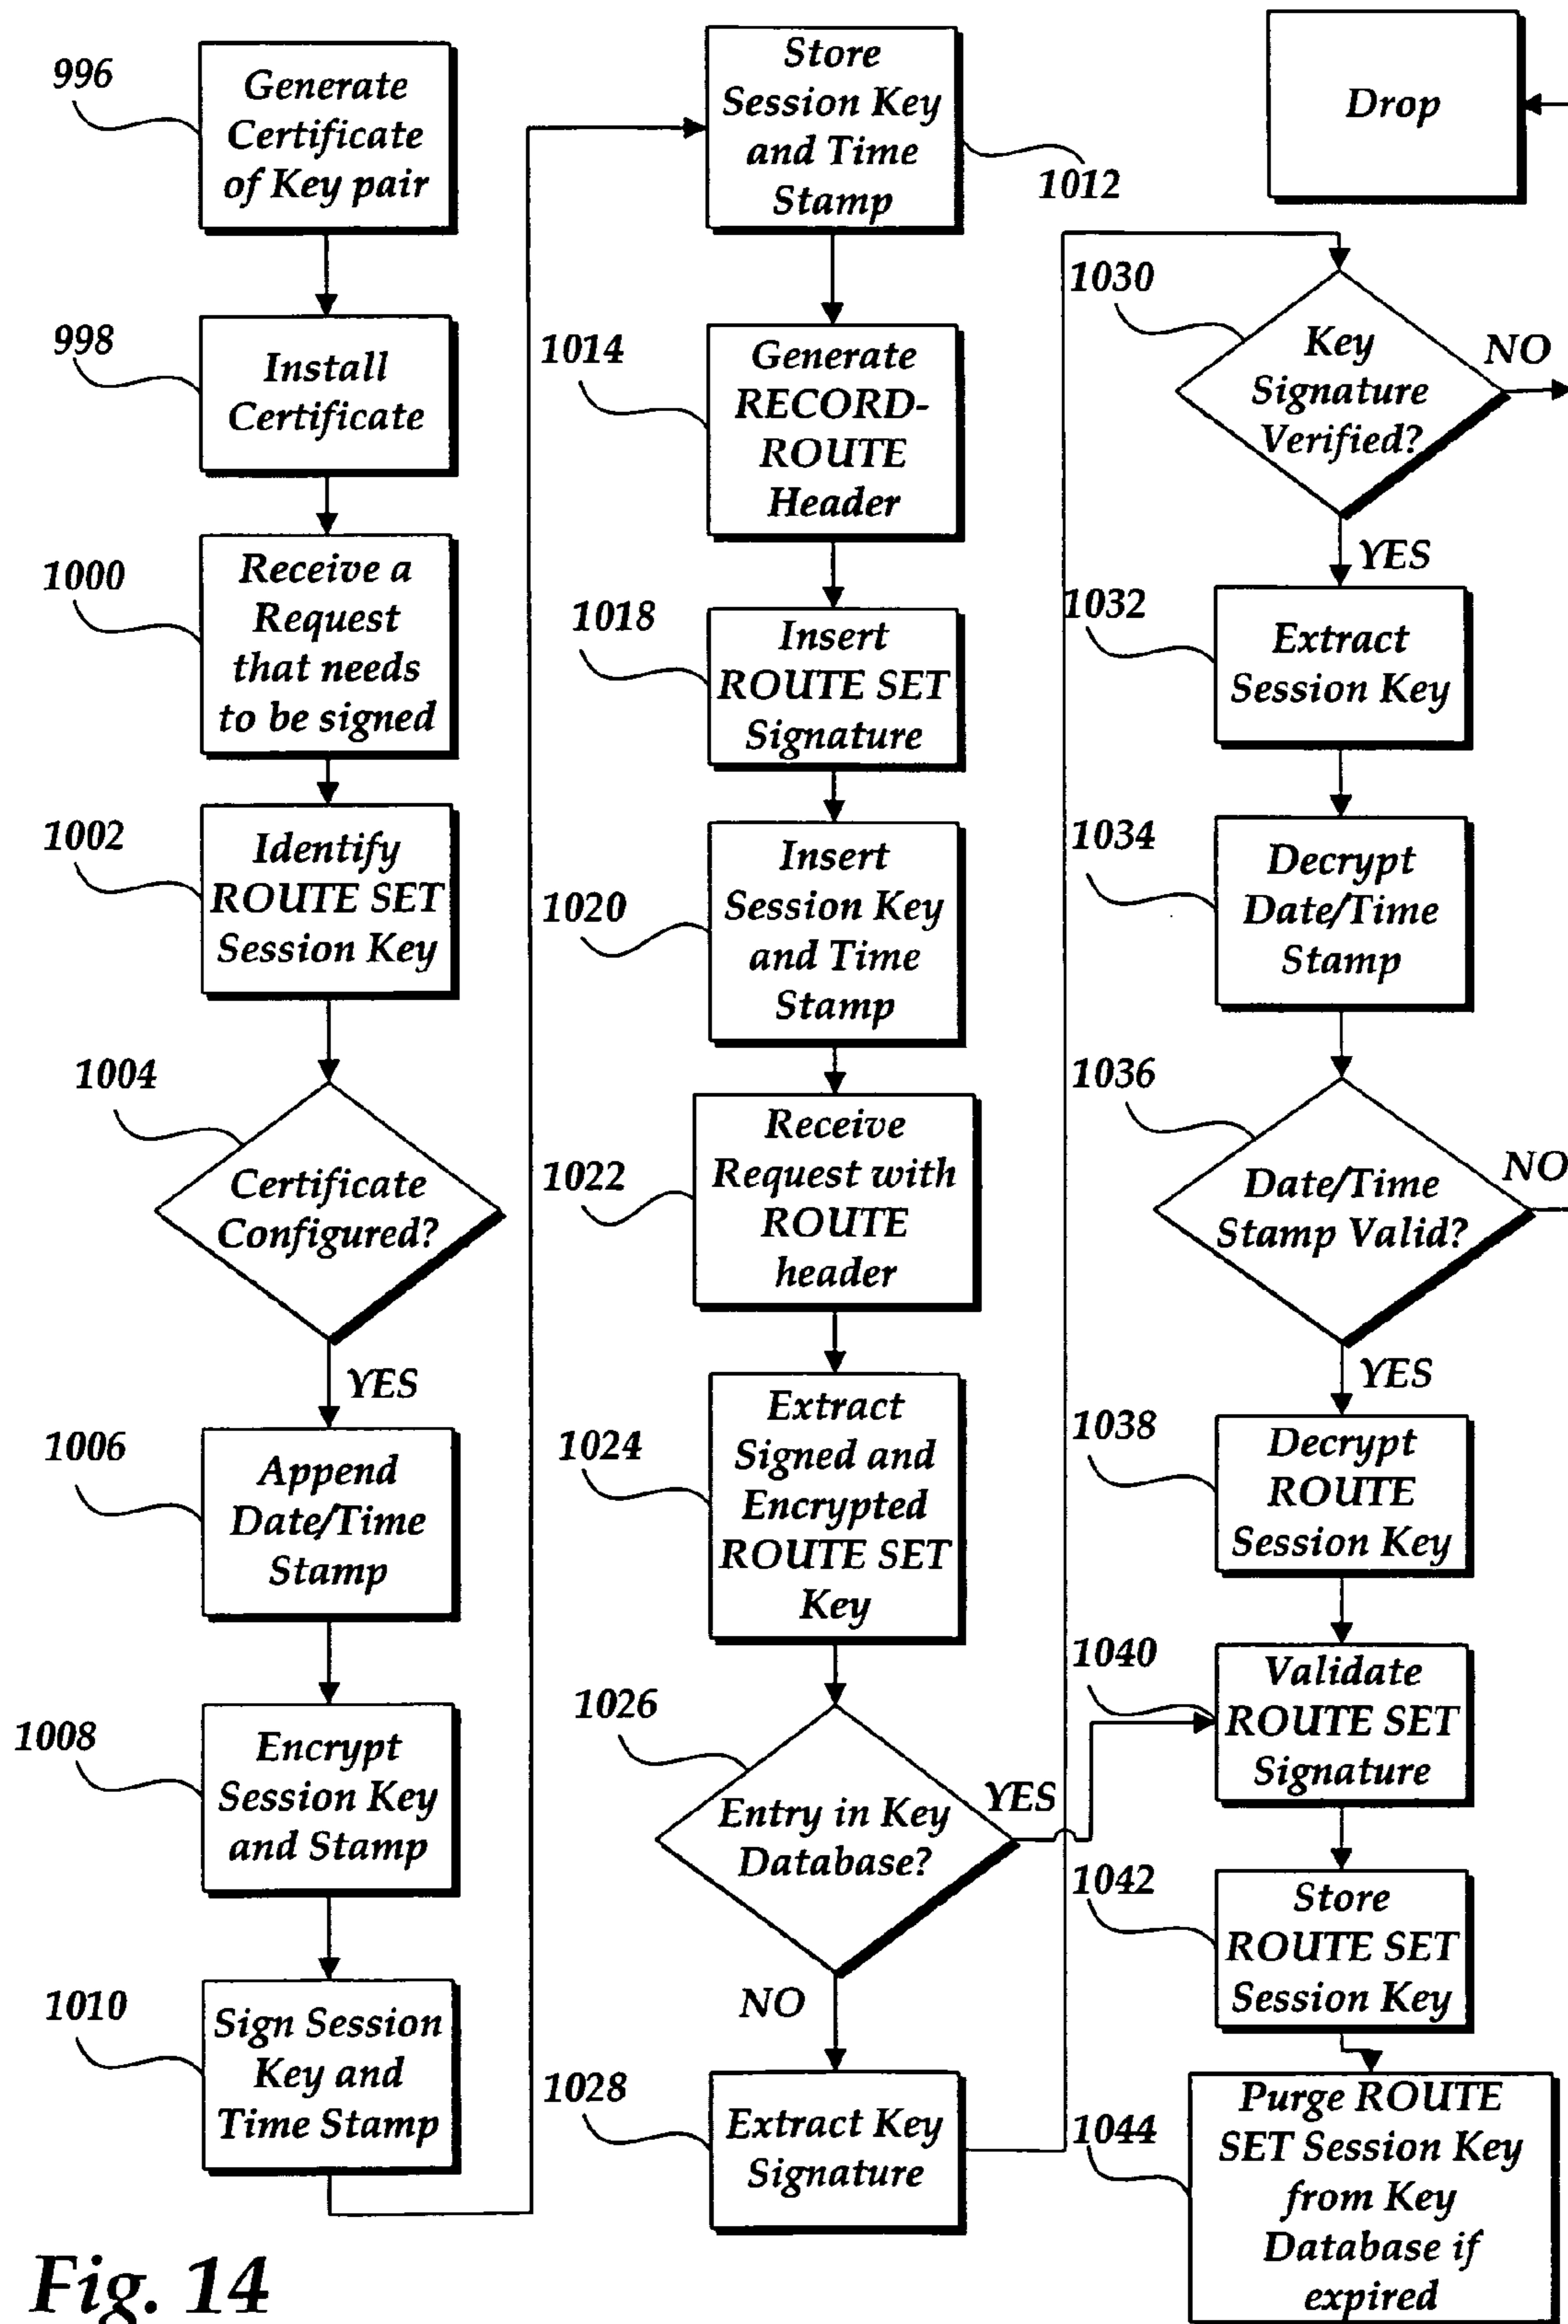 996
Generate
Certificate
of Key pair
998
Install
Certificate
1000
Receive a
Request
that needs
to be signed
1002
Identify
ROUTE SET
Session Key
1004
Certificate
Configured?
YES
1006
Append
Date/Time
Stamp
1008
Encrypt
Session Key
and Stamp
1010
Sign Session
Key and
Time Stamp
Store
Session Key
and Time
Stamp
1012
1014
Generate
RECORD-
ROUTE
Header
1018
Insert
ROUTE SET
Signature
1020
Insert
Session Key
and Time
Stamp
1022
Receive
Request with
ROUTE
header
1024
Extract
Signed and
Encrypted
ROUTE SET
Key
1026
Entry in Key
Database?
YES
NO
1028
Extract Key
Signature
Drop
1030
Key
Signature
Verified?
NO
YES
1032
Extract
Session Key
1034
Decrypt
Date/Time
Stamp
1036
Date/Time
Stamp Valid?
NO
YES
1038
Decrypt
ROUTE
Session Key
1040
Validate
ROUTE SET
Signature
1042
Store
ROUTE SET
Session Key
1044
Purge ROUTE
SET Session Key
from Key
Database if
expired
Fig. 14